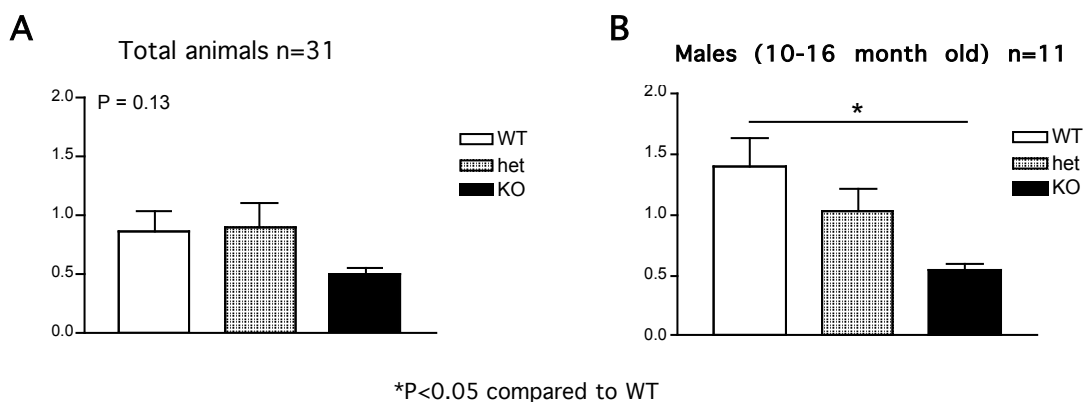 A
Total animals n=31
P = 0.13
2.0
1.5
1.0
0.5
0.0
WT
het
KO
B
Males (10-16 month old) n=11
*
2.0
1.5
1.0
0.5
0.0
WT
het
KO
*P<0.05 compared to WT